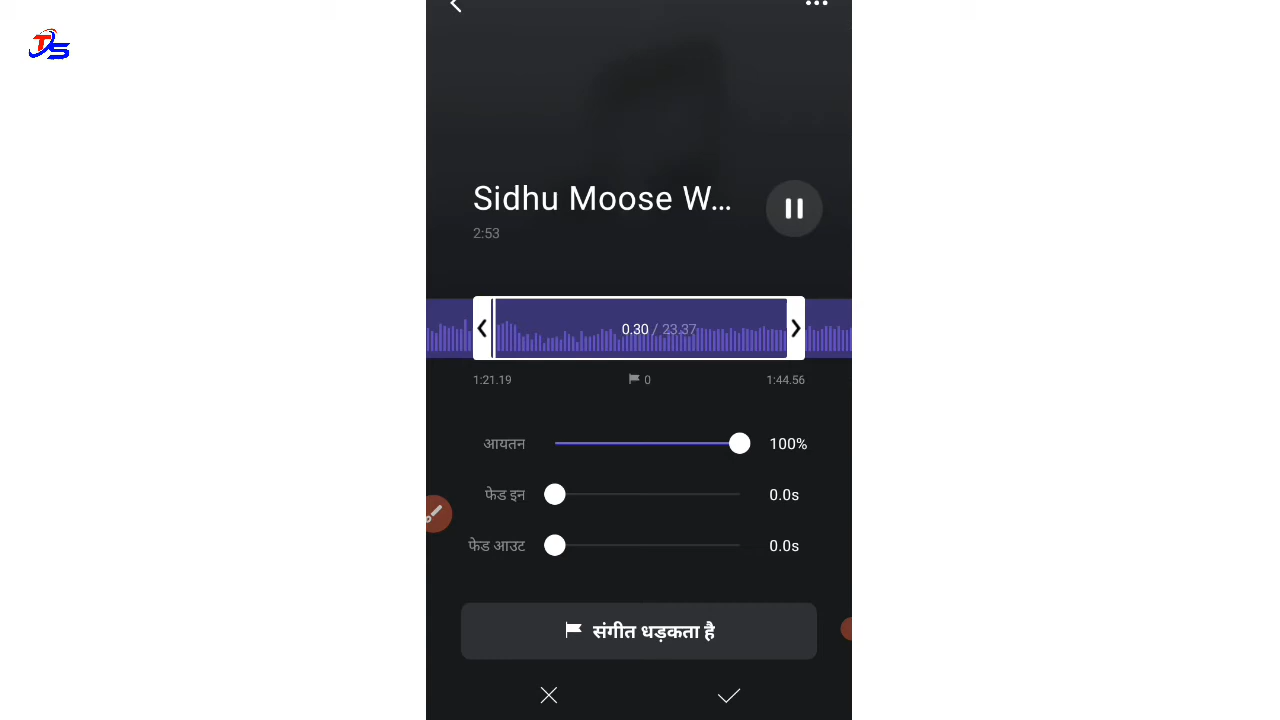 TS
Sidhu Moose W...
2:53
0.30 / 23.37
1:21.19 0 1:44.56
आयतन 100%
फेड इन 0.0s
फेड आउट 0.0s
संगीत धड़कता है